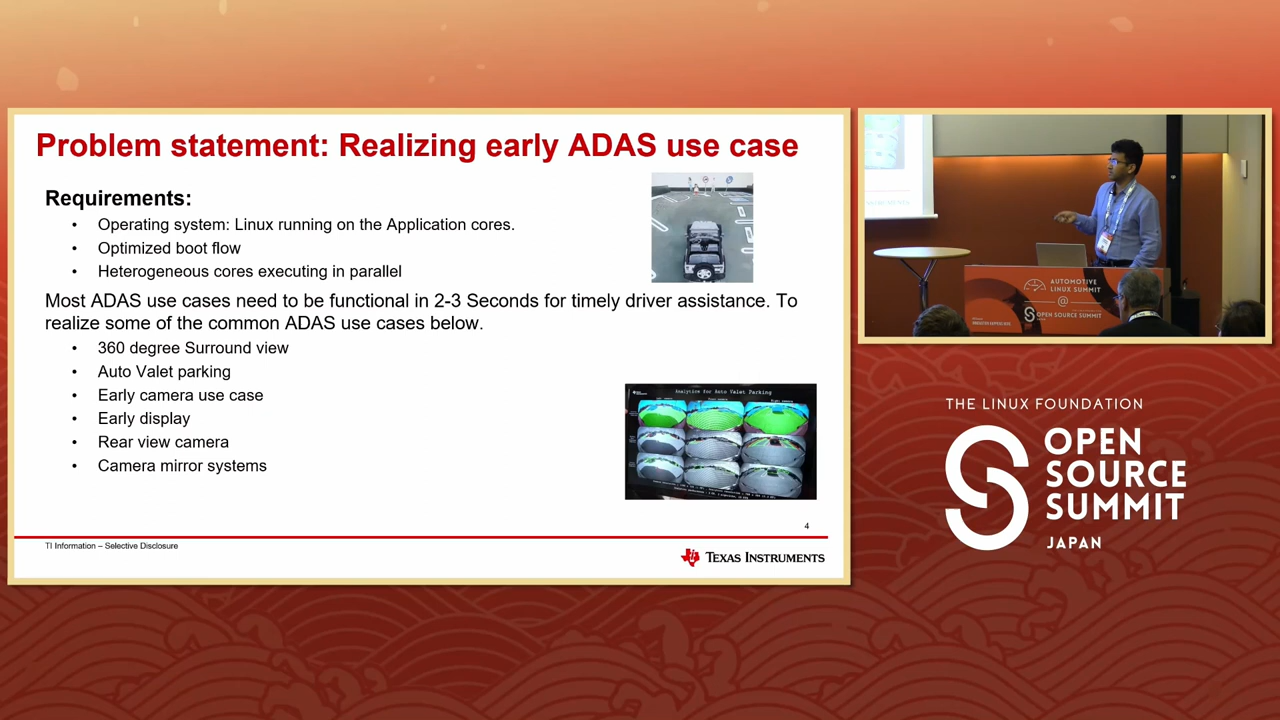 Problem statement: Realizing early ADAS use case
Requirements:
• Operating system: Linux running on the Application cores.
• Optimized boot flow
• Heterogeneous cores executing in parallel
Most ADAS use cases need to be functional in 2-3 Seconds for timely driver assistance. To
realize some of the common ADAS use cases below.
• 360 degree Surround view
• Auto Valet parking
• Early camera use case
• Early display
• Rear view camera
• Camera mirror systems
Analytics for Auto Valet Parking
4
TI Information – Selective Disclosure
TEXAS INSTRUMENTS
AUTOMOTIVE
LINUX SUMMIT
@
OPEN SOURCE SUMMIT
THE LINUX FOUNDATION
OPEN
SOURCE
SUMMIT
JAPAN